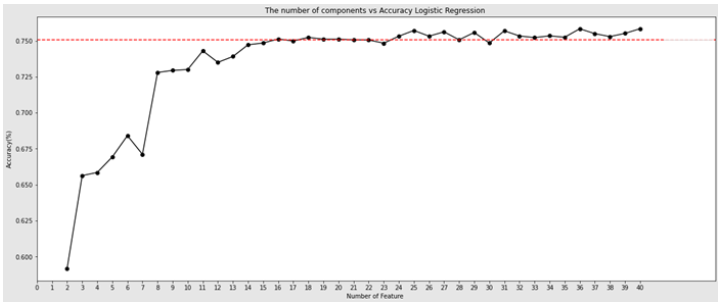 The number of components vs Accuracy Logistic Regression
0.750
0.725
0.700
0.675
0.650
0.625
0.600
Accuracy(%)
0 1 2 3 4 5 6 7 8 9 10 11 12 13 14 15 16 17 18 19 20 21 22 23 24 25 26 27 28 29 30 31 32 33 34 35 36 37 38 39 40
Number of Feature